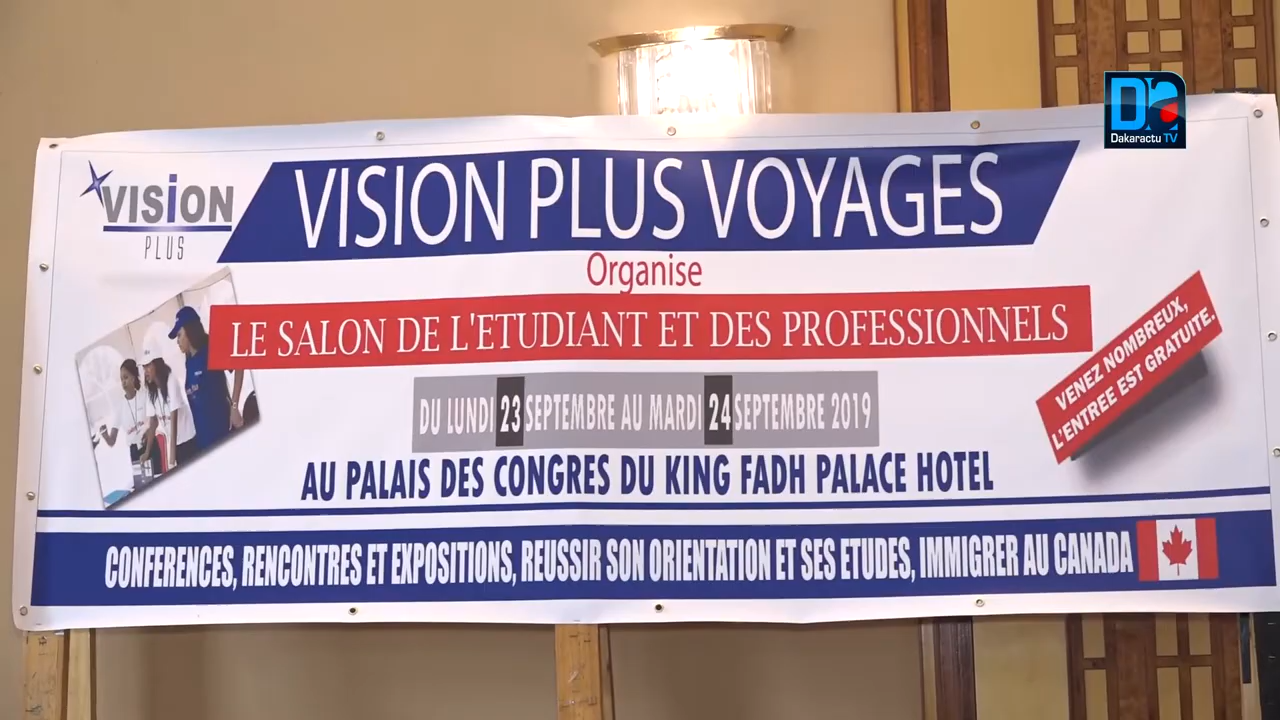 Da
Dakaractu TV
VISION
PLUS
VISION PLUS VOYAGES
Organise
LE SALON DE L'ETUDIANT ET DES PROFESSIONNELS
VENEZ NOMBREUX,
L'ENTREE EST GRATUITE.
DU LUNDI 23 SEPTEMBRE AU MARDI 24 SEPTEMBRE 2019
AU PALAIS DES CONGRES DU KING FADH PALACE HOTEL
CONFERENCES, RENCONTRES ET EXPOSITIONS, REUSSIR SON ORIENTATION ET SES ETUDES, IMMIGRER AU CANADA